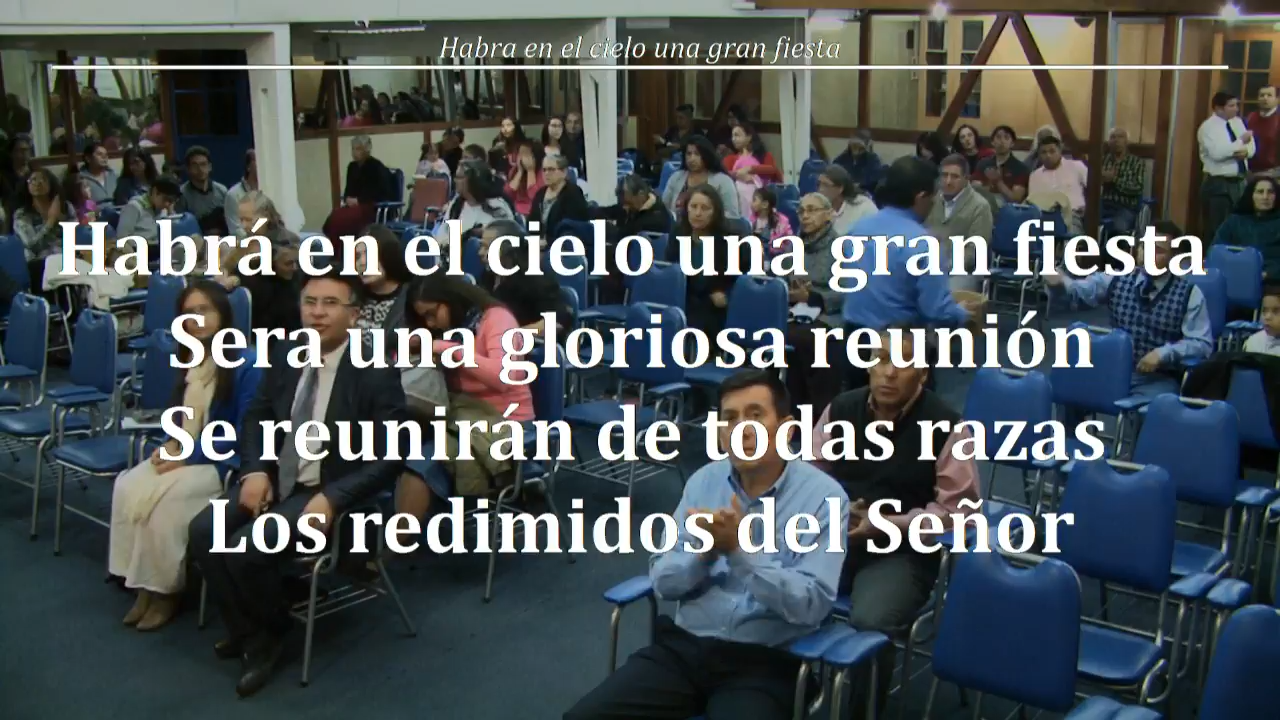 Habra en el cielo una gran fiesta
Habrá en el cielo una gran fiesta
Sera una gloriosa reunión
Se reunirán de todas razas
Los redimidos del Señor